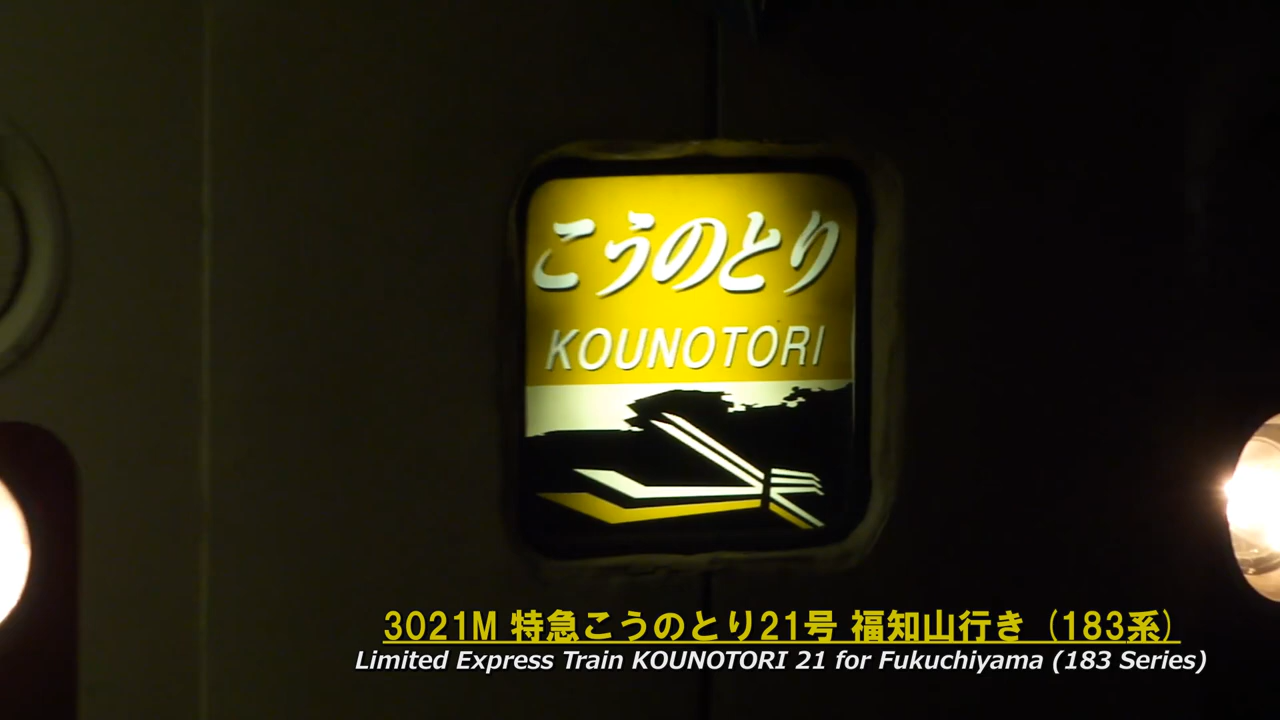 こうのとり
KOUNOTORI
3021M 特急こうのとり21号 福知山行き (183系)
Limited Express Train KOUNOTORI 21 for Fukuchiyama (183 Series)